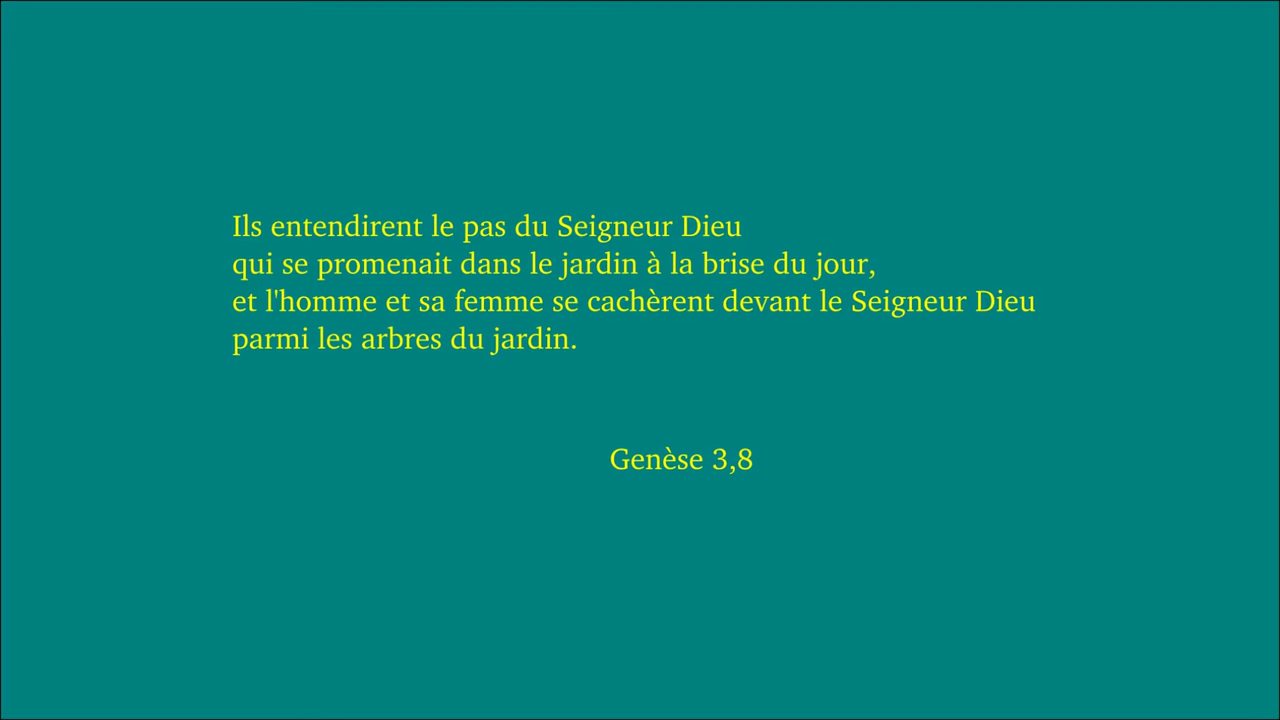 Ils entendirent le pas du Seigneur Dieu
qui se promenait dans le jardin à la brise du jour,
et l'homme et sa femme se cachèrent devant le Seigneur Dieu
parmi les arbres du jardin.
Genèse 3,8